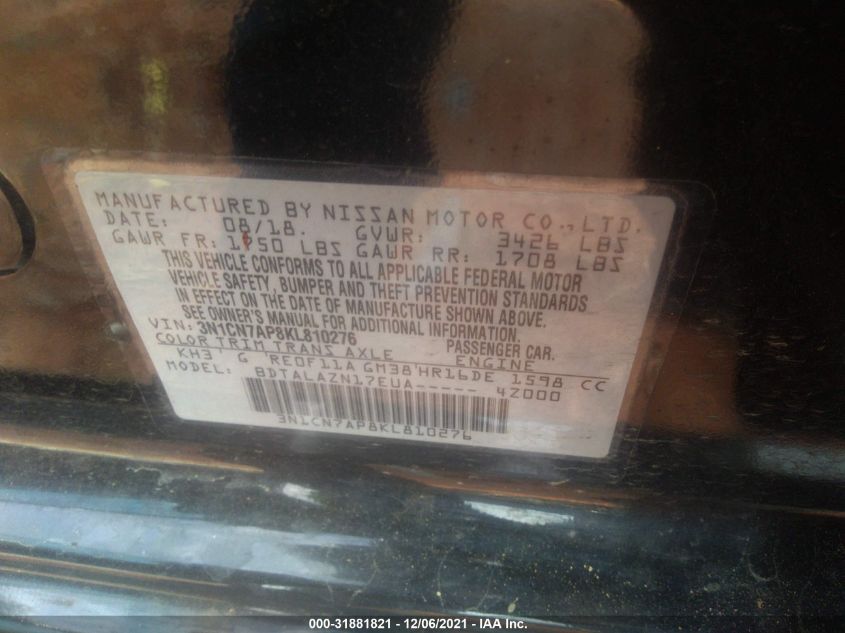 MANUFACTURED BY NISSAN MOTOR CO., LTD.
DATE: 08/18. GVWR: 3426 LBS
GAWR FR: 1750 LBS GAWR RR: 1708 LBS
THIS VEHICLE CONFORMS TO ALL APPLICABLE FEDERAL MOTOR
VEHICLE SAFETY, BUMPER AND THEFT PREVENTION STANDARDS
IN EFFECT ON THE DATE OF MANUFACTURE SHOWN ABOVE.
SEE OWNER'S MANUAL FOR ADDITIONAL INFORMATION.
VIN: 3N1CN7AP8KL810276 PASSENGER CAR.
COLOR TRIM TRANS AXLE ENGINE
KH3' G 'RE0F11A GM38'HR16DE 1598 CC
MODEL: BDTALAZN17EUA----- 4Z000
3N1CN7AP8KL810276
000-31881821 - 12/06/2021 - IAA Inc.